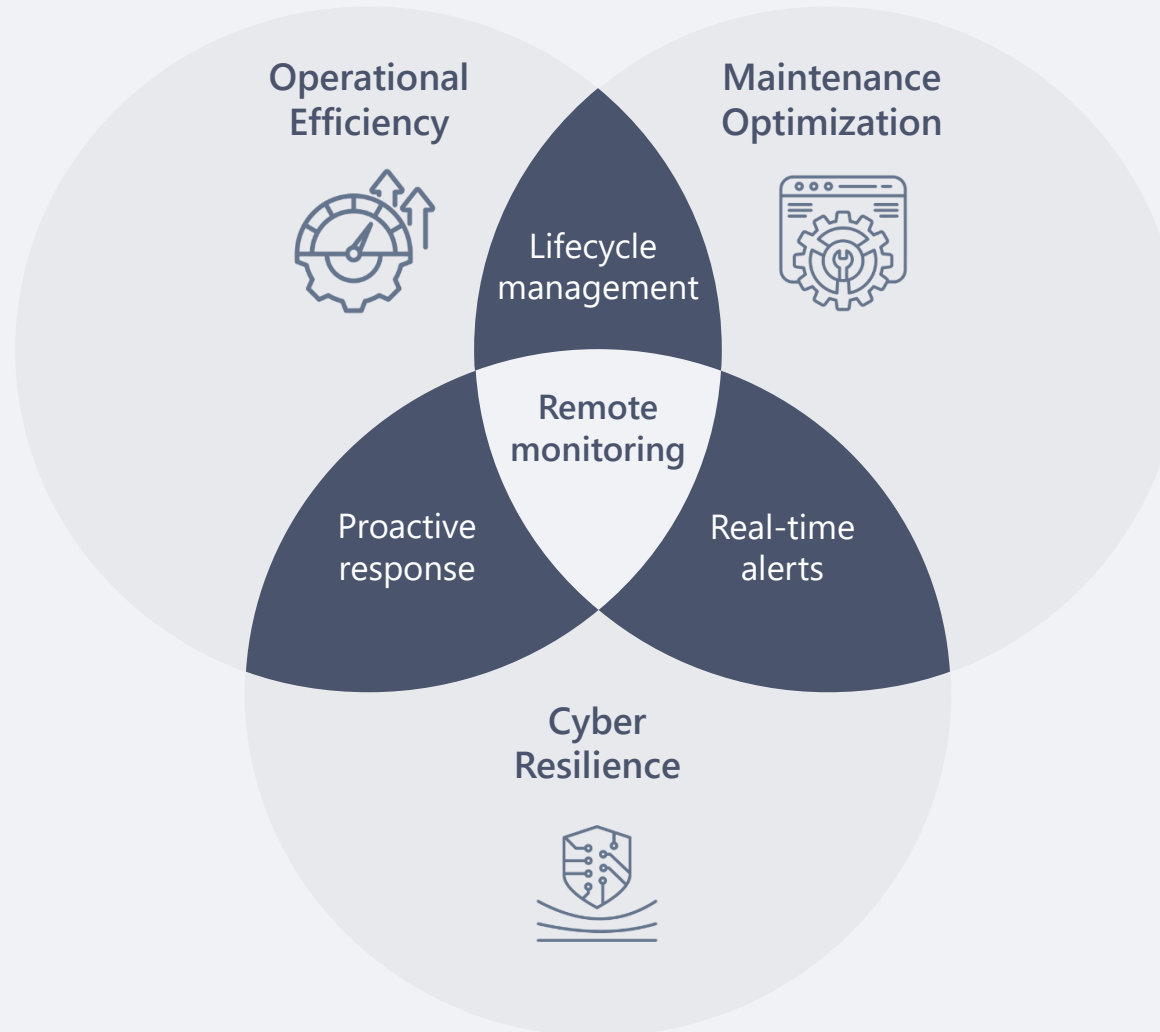 Operational
Efficiency
Maintenance
Optimization
Lifecycle
management
Remote
monitoring
Proactive
response
Real-time
alerts
Cyber
Resilience